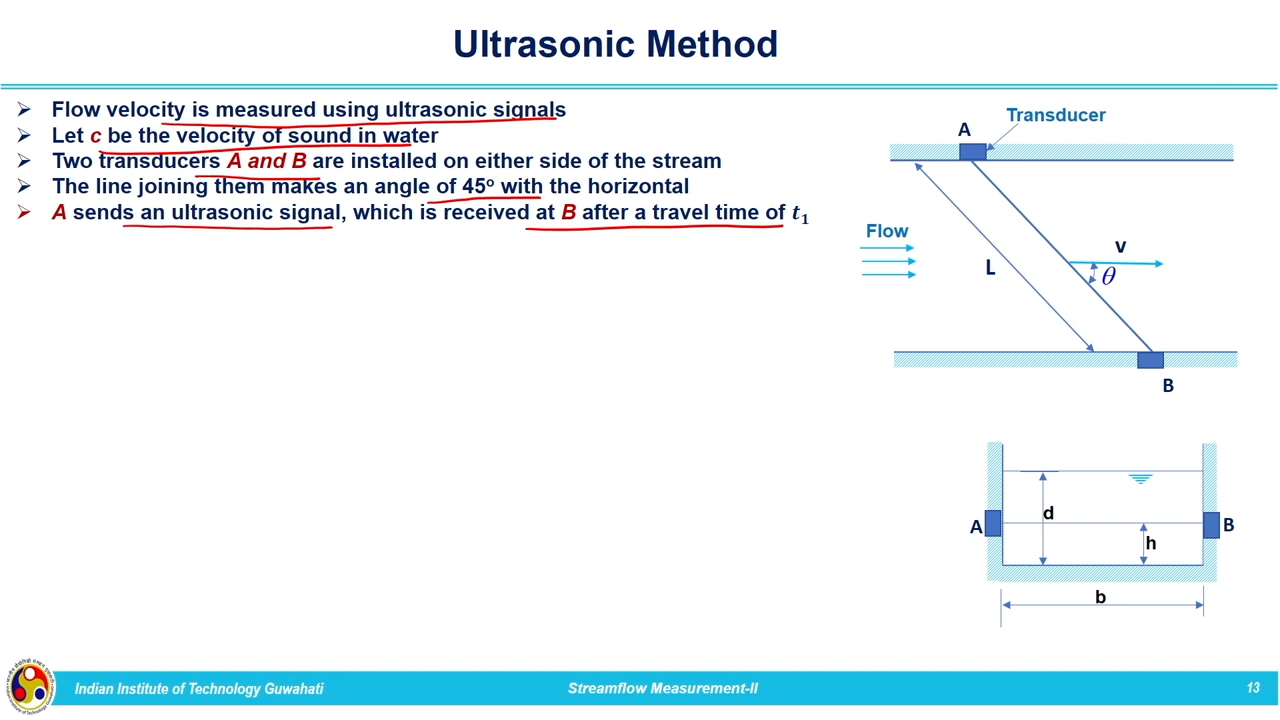 Ultrasonic Method
➢ Flow velocity is measured using ultrasonic signals
➢ Let c be the velocity of sound in water
➢ Two transducers A and B are installed on either side of the stream
➢ The line joining them makes an angle of 45º with the horizontal
➢ A sends an ultrasonic signal, which is received at B after a travel time of t₁
Transducer
A
Flow
v
θ
L
B
d
A
B
h
b
Indian Institute of Technology Guwahati
Streamflow Measurement-II
13